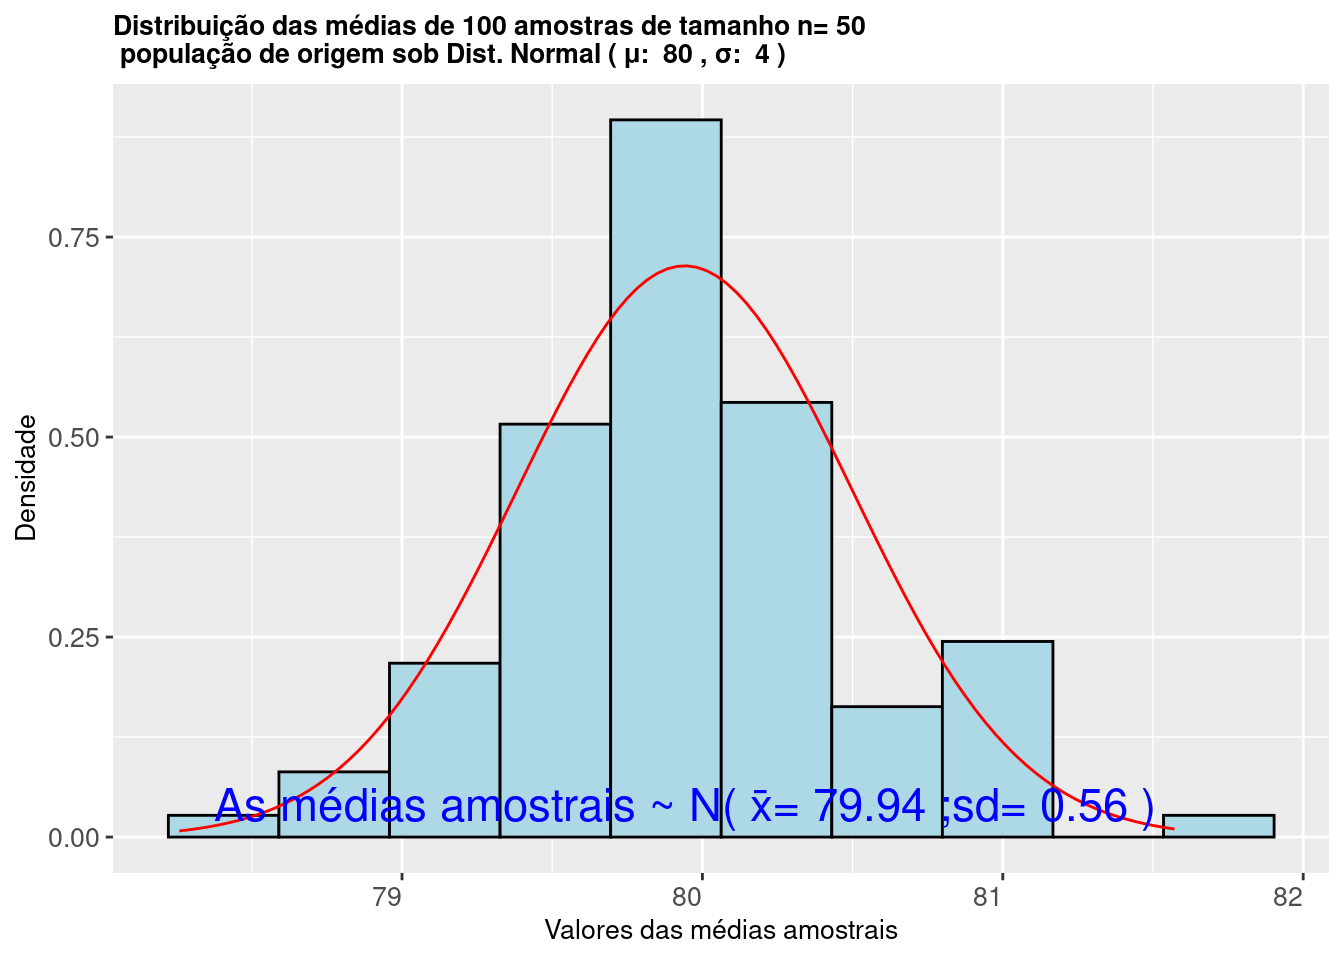 Distribuição das médias de 100 amostras de tamanho n= 50
população de origem sob Dist. Normal ( μ:  80 , σ:  4 )
Densidade
0.75
0.50
0.25
0.00
As médias amostrais ~ N( x̄= 79.94 ;sd= 0.56 )
79 80 81 82
Valores das médias amostrais